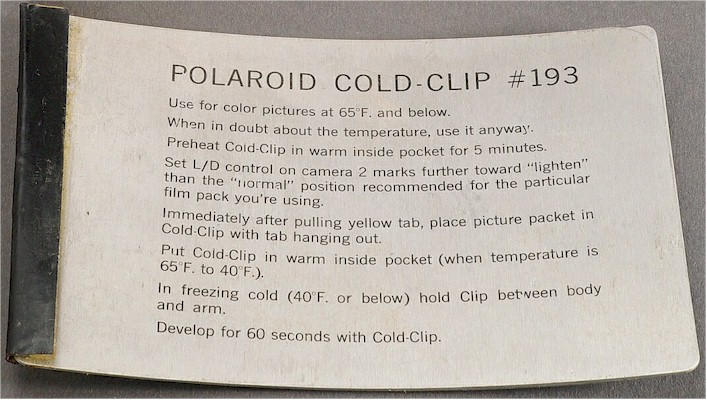 POLAROID COLD-CLIP #193
Use for color pictures at 65°F. and below.
When in doubt about the temperature, use it anyway.
Preheat Cold-Clip in warm inside pocket for 5 minutes.
Set L/D control on camera 2 marks further toward "lighten"
than the "normal" position recommended for the particular
film pack you're using.
Immediately after pulling yellow tab, place picture packet in
Cold-Clip with tab hanging out.
Put Cold-Clip in warm inside pocket (when temperature is
65°F. to 40°F.).
In freezing cold (40°F. or below) hold Clip between body
and arm.
Develop for 60 seconds with Cold-Clip.